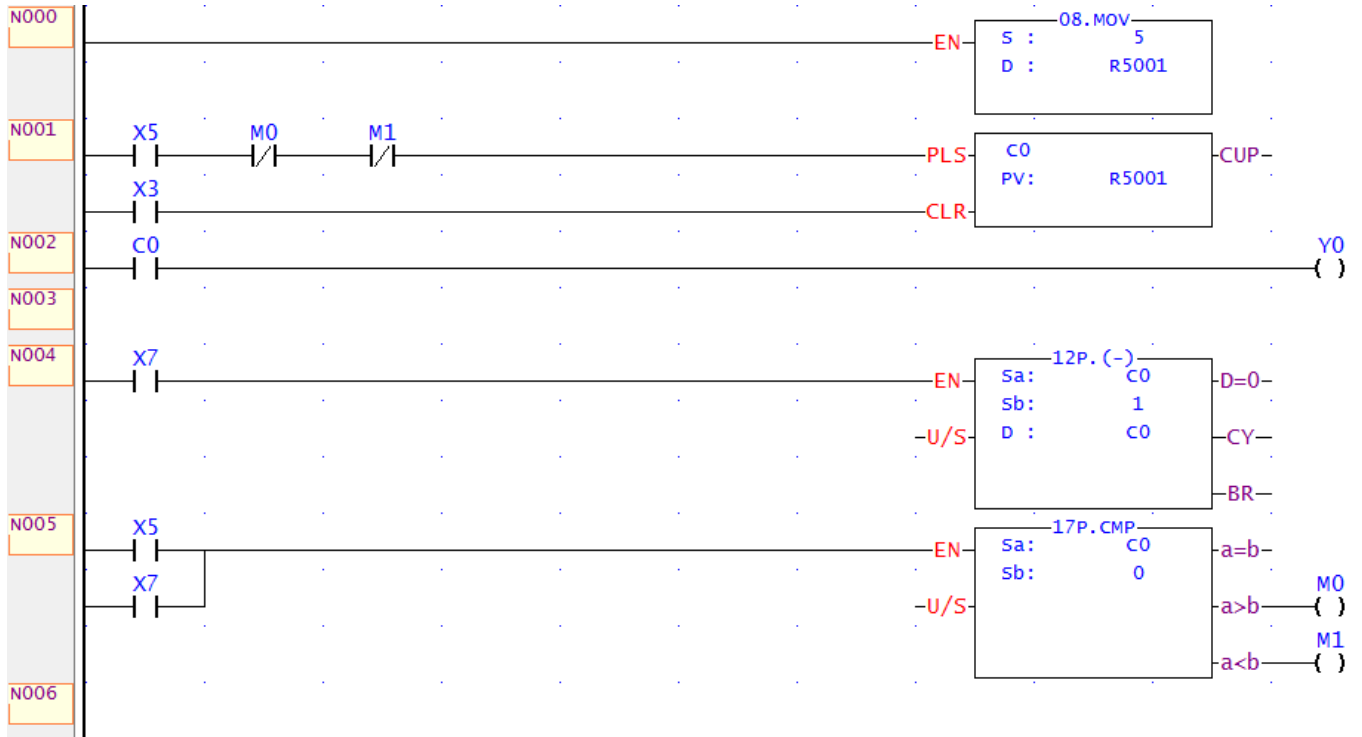 N000
08.MOV
EN S : 5
D : R5001
N001 X5 M0 M1
PLS C0 CUP
PV: R5001
X3
CLR
N002 C0 Y0
N003
N004 X7
12P.(-)
EN Sa: C0 D=0
Sb: 1
U/S D : C0 CY
BR
N005 X5
17P.CMP
EN Sa: C0 a=b
Sb: 0
X7 M0
U/S a>b
M1
a<b
N006